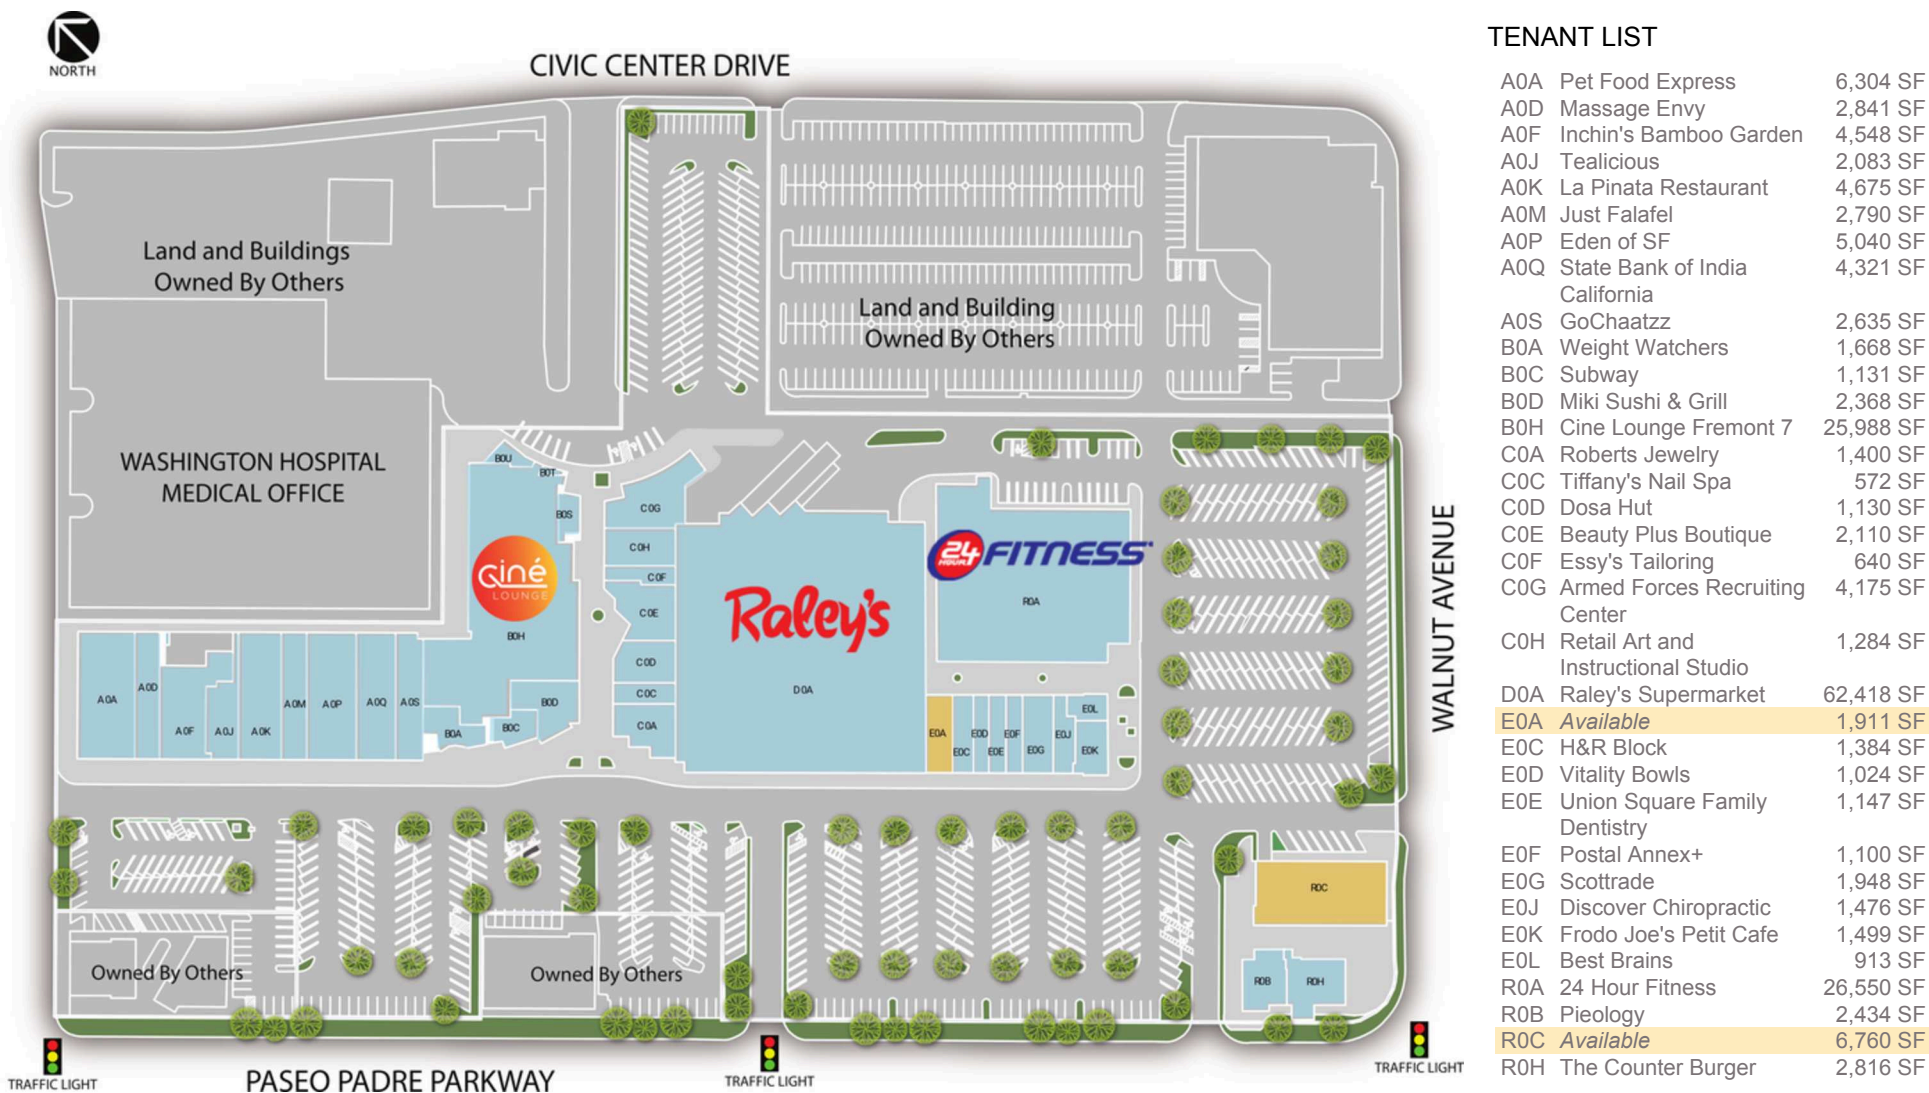 NORTH
CIVIC CENTER DRIVE
Land and Buildings
Owned By Others
Land and Building
Owned By Others
WASHINGTON HOSPITAL
MEDICAL OFFICE
WALNUT AVENUE
B0U
B0T
B0S
C0G
C0H
C0F
C0E
C0D
C0C
C0A
Ciné
LOUNGE
B0H
Raley's
D0A
24 HOUR FITNESS
R0A
A0A
A0D
A0F
A0J
A0K
A0M
A0P
A0Q
A0S
B0A
B0C
B0D
E0A
E0C
E0D
E0E
E0F
E0G
E0J
E0L
E0K
R0C
R0B
R0H
Owned By Others
Owned By Others
TRAFFIC LIGHT
PASEO PADRE PARKWAY
TRAFFIC LIGHT
TRAFFIC LIGHT
TENANT LIST
A0A Pet Food Express 6,304 SF
A0D Massage Envy 2,841 SF
A0F Inchin's Bamboo Garden 4,548 SF
A0J Tealicious 2,083 SF
A0K La Pinata Restaurant 4,675 SF
A0M Just Falafel 2,790 SF
A0P Eden of SF 5,040 SF
A0Q State Bank of India 4,321 SF
California
A0S GoChaatzz 2,635 SF
B0A Weight Watchers 1,668 SF
B0C Subway 1,131 SF
B0D Miki Sushi & Grill 2,368 SF
B0H Cine Lounge Fremont 7 25,988 SF
C0A Roberts Jewelry 1,400 SF
C0C Tiffany's Nail Spa 572 SF
C0D Dosa Hut 1,130 SF
C0E Beauty Plus Boutique 2,110 SF
C0F Essy's Tailoring 640 SF
C0G Armed Forces Recruiting 4,175 SF
Center
C0H Retail Art and 1,284 SF
Instructional Studio
D0A Raley's Supermarket 62,418 SF
E0A Available 1,911 SF
E0C H&R Block 1,384 SF
E0D Vitality Bowls 1,024 SF
E0E Union Square Family 1,147 SF
Dentistry
E0F Postal Annex+ 1,100 SF
E0G Scottrade 1,948 SF
E0J Discover Chiropractic 1,476 SF
E0K Frodo Joe's Petit Cafe 1,499 SF
E0L Best Brains 913 SF
R0A 24 Hour Fitness 26,550 SF
R0B Pieology 2,434 SF
R0C Available 6,760 SF
R0H The Counter Burger 2,816 SF